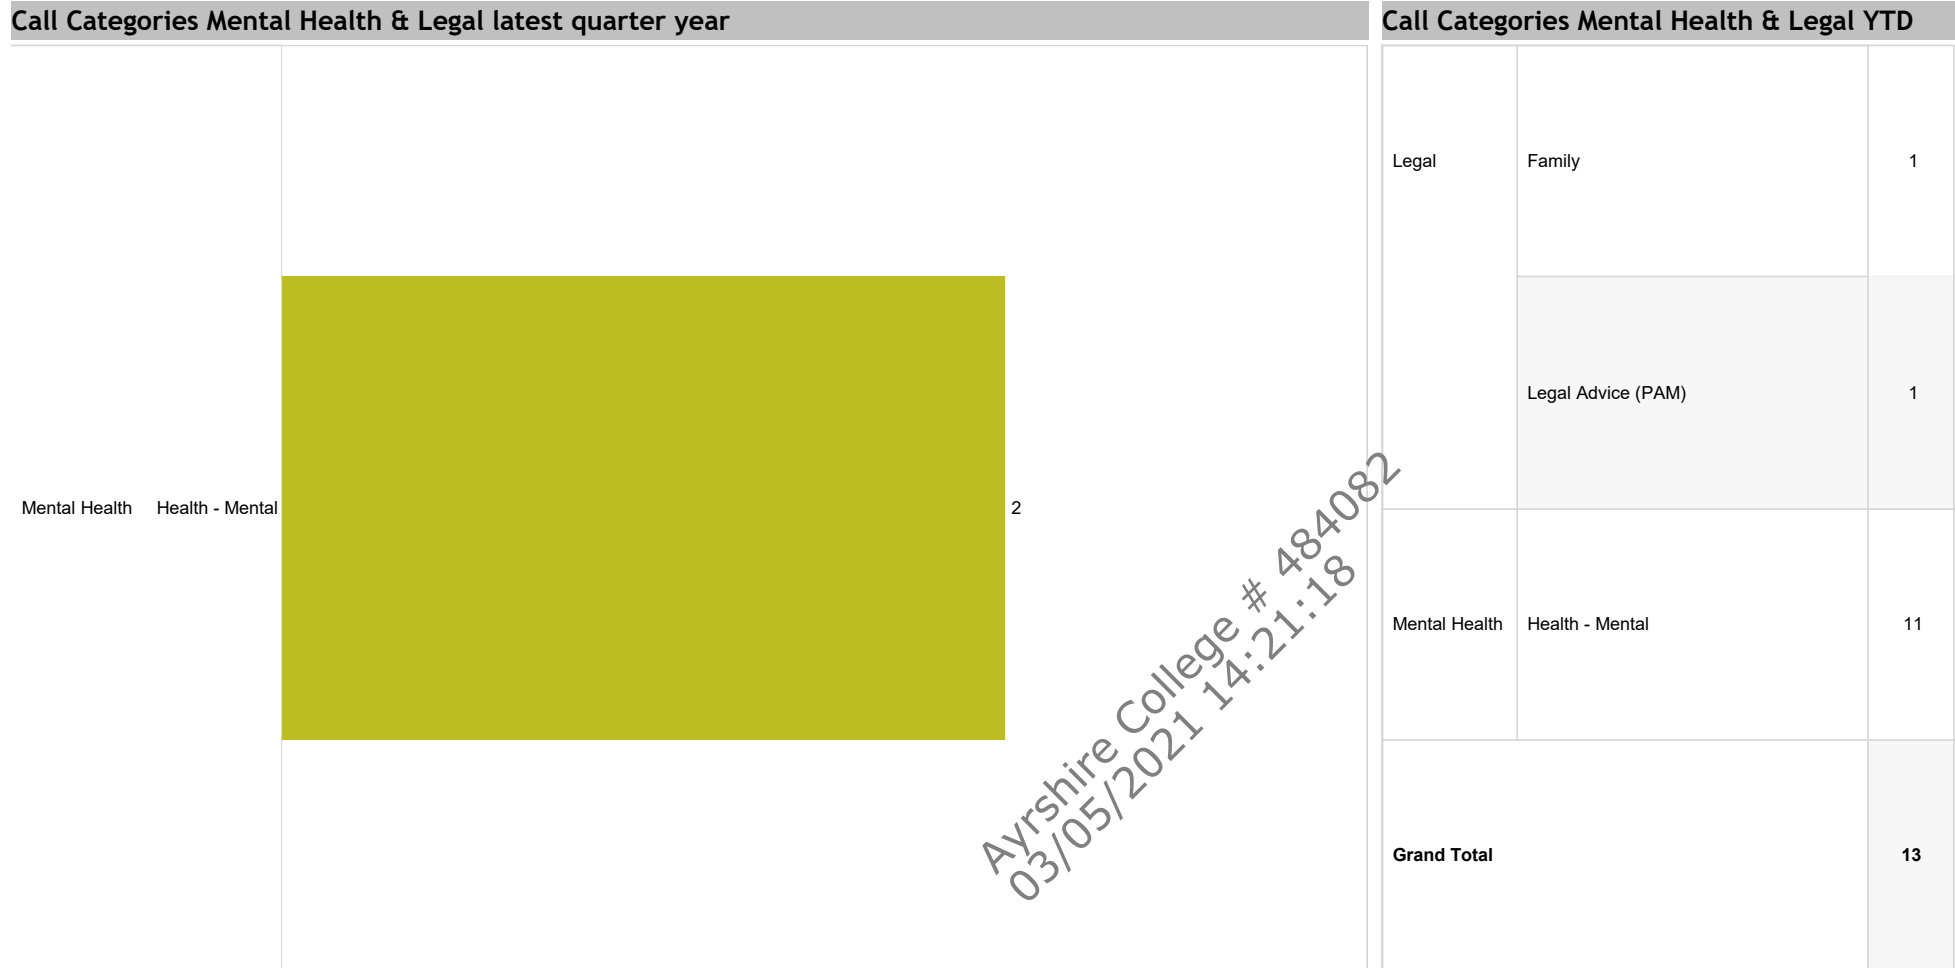 Call Categories Mental Health & Legal latest quarter year
Mental Health Health - Mental 2
Call Categories Mental Health & Legal YTD
Legal Family 1
Legal Advice (PAM) 1
Mental Health Health - Mental 11
Grand Total 13
Ayrshire College # 484082
03/05/2021 14:21:18